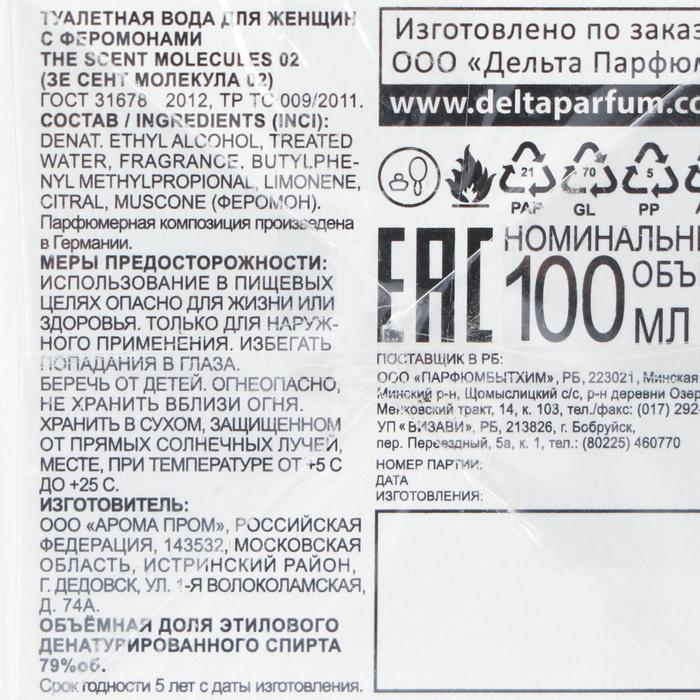 ТУАЛЕТНАЯ ВОДА ДЛЯ ЖЕНЩИН
С ФЕРОМОНАМИ
THE SCENT MOLECULES 02
(ЗЕ СЕНТ МОЛЕКУЛА 02)
ГОСТ 31678 2012, ТР ТС 009/2011.
СОСТАВ / INGREDIENTS (INCI):
DENAT. ETHYL ALCOHOL, TREATED
WATER, FRAGRANCE, BUTYLPHE-
NYL METHYLPROPIONAL, LIMONENE,
CITRAL, MUSCONE (ФЕРОМОН).
Парфюмерная композиция произведена
в Германии.
МЕРЫ ПРЕДОСТОРОЖНОСТИ:
ИСПОЛЬЗОВАНИЕ В ПИЩЕВЫХ
ЦЕЛЯХ ОПАСНО ДЛЯ ЖИЗНИ ИЛИ
ЗДОРОВЬЯ. ТОЛЬКО ДЛЯ НАРУЖ-
НОГО ПРИМЕНЕНИЯ. ИЗБЕГАТЬ
ПОПАДАНИЯ В ГЛАЗА.
БЕРЕЧЬ ОТ ДЕТЕЙ. ОГНЕОПАСНО,
НЕ ХРАНИТЬ ВБЛИЗИ ОГНЯ.
ХРАНИТЬ В СУХОМ, ЗАЩИЩЕННОМ
ОТ ПРЯМЫХ СОЛНЕЧНЫХ ЛУЧЕЙ,
МЕСТЕ, ПРИ ТЕМПЕРАТУРЕ ОТ +5 С
ДО +25 С.
ИЗГОТОВИТЕЛЬ:
ООО «АРОМА ПРОМ», РОССИЙСКАЯ
ФЕДЕРАЦИЯ, 143532, МОСКОВСКАЯ
ОБЛАСТЬ, ИСТРИНСКИЙ РАЙОН,
Г. ДЕДОВСК, УЛ. 1-Я ВОЛОКОЛАМСКАЯ,
Д. 74А.
ОБЪЁМНАЯ ДОЛЯ ЭТИЛОВОГО
ДЕНАТУРИРОВАННОГО СПИРТА
79%об.
Срок годности 5 лет с даты изготовления.
Изготовлено по заказ
ООО «Дельта Парфюм
www.deltaparfum.co
21 70 5
PAP GL PP
ЕАС
НОМИНАЛЬН
100 ОБЪ
МЛ
ПОСТАВЩИК В РБ:
ООО «ПАРФЮМБЫТХИМ», РБ, 223021, Минская
Минский р-н, Щомыслицкий с/с, р-н деревни Озер
Менковский тракт, 14, к. 103, тел./факс: (017) 292
УП «ВИЗАВИ», РБ, 213826, г. Бобруйск,
пер. Переездный, 5а, к. 1, тел.: (80225) 460770
НОМЕР ПАРТИИ:
ДАТА
ИЗГОТОВЛЕНИЯ: